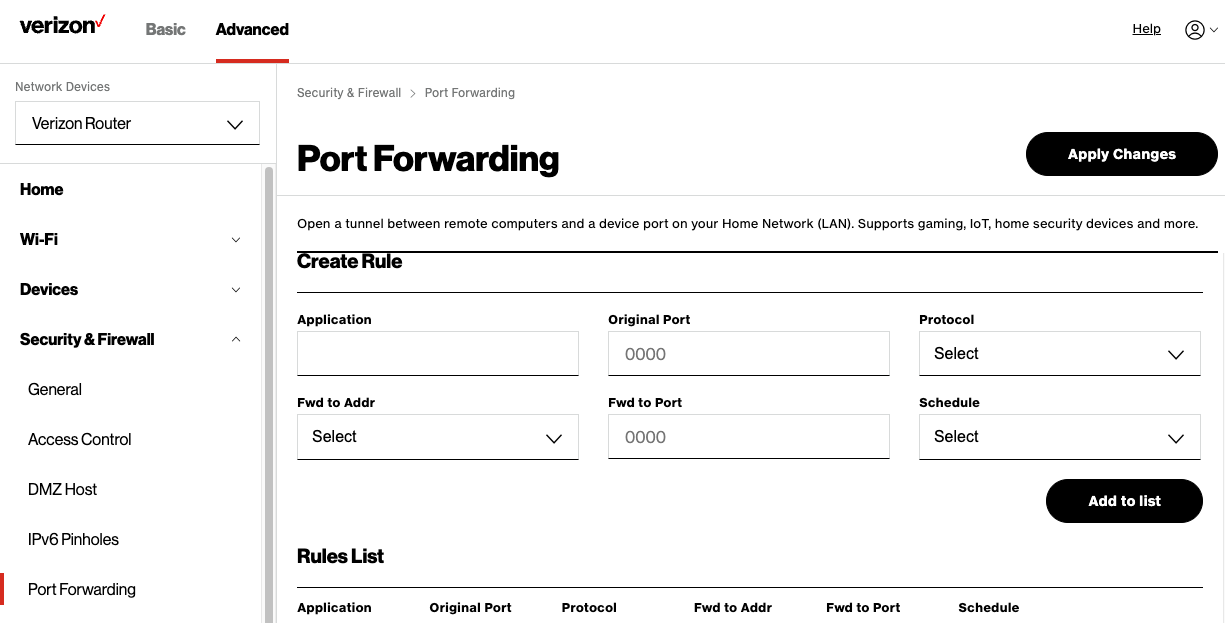 verizon
Basic
Advanced
Help
Network Devices
Verizon Router
Home
Wi-Fi
Devices
Security & Firewall
General
Access Control
DMZ Host
IPv6 Pinholes
Port Forwarding
Security & Firewall > Port Forwarding
Port Forwarding
Apply Changes
Open a tunnel between remote computers and a device port on your Home Network (LAN). Supports gaming, IoT, home security devices and more.
Create Rule
Application Original Port Protocol
0000 Select
Fwd to Addr Fwd to Port Schedule
Select 0000 Select
Add to list
Rules List
Application Original Port Protocol Fwd to Addr Fwd to Port Schedule